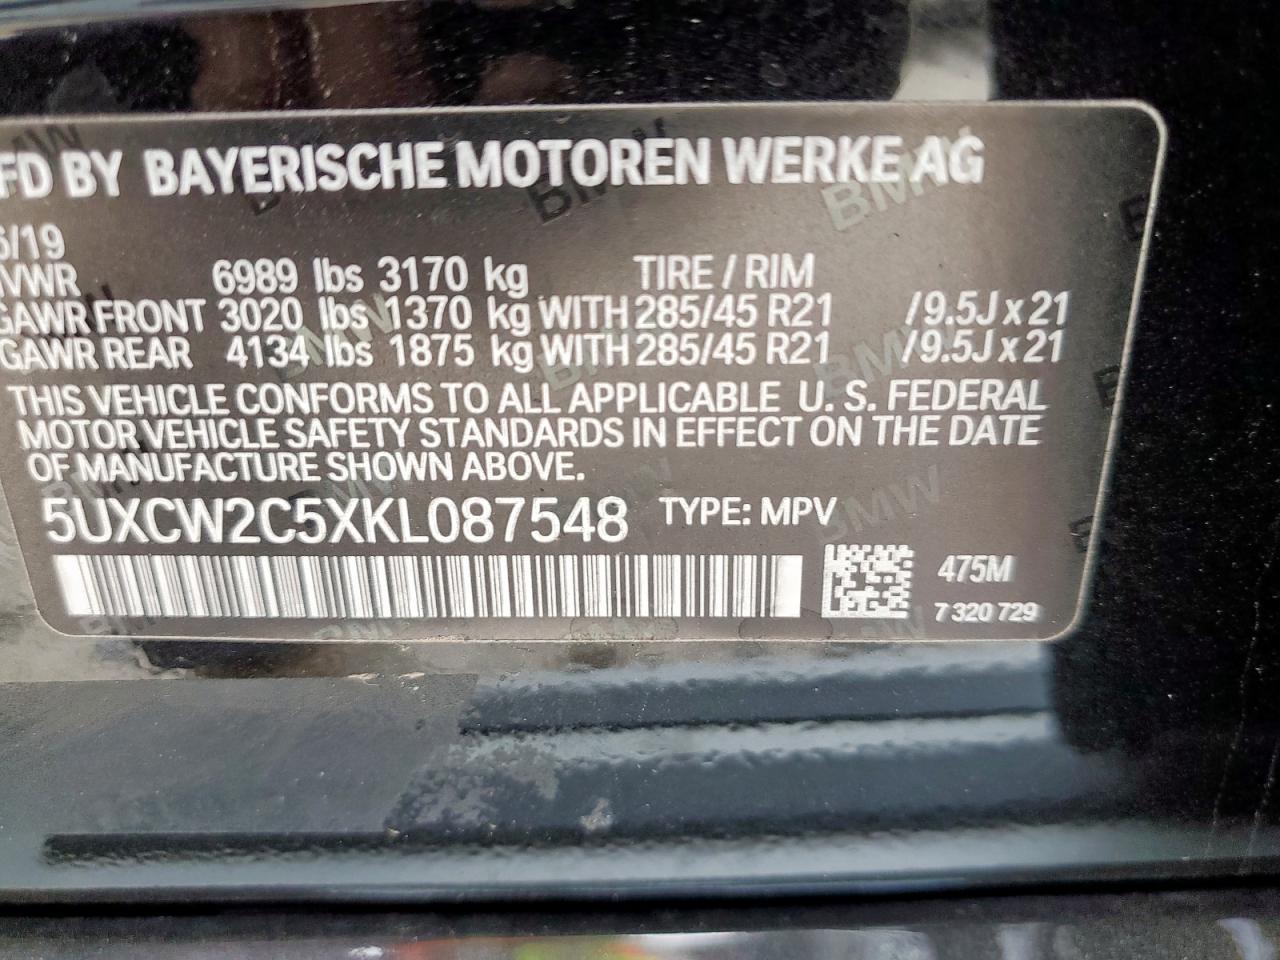 FD BY BAYERISCHE MOTOREN WERKE AG
6/19
VWR 6989 lbs 3170 kg TIRE / RIM
GAWR FRONT 3020 lbs 1370 kg WITH 285/45 R21 /9.5J x 21
GAWR REAR 4134 lbs 1875 kg WITH 285/45 R21 /9.5J x 21
THIS VEHICLE CONFORMS TO ALL APPLICABLE U. S. FEDERAL
MOTOR VEHICLE SAFETY STANDARDS IN EFFECT ON THE DATE
OF MANUFACTURE SHOWN ABOVE.
5UXCW2C5XKL087548 TYPE: MPV
475M
7 320 729